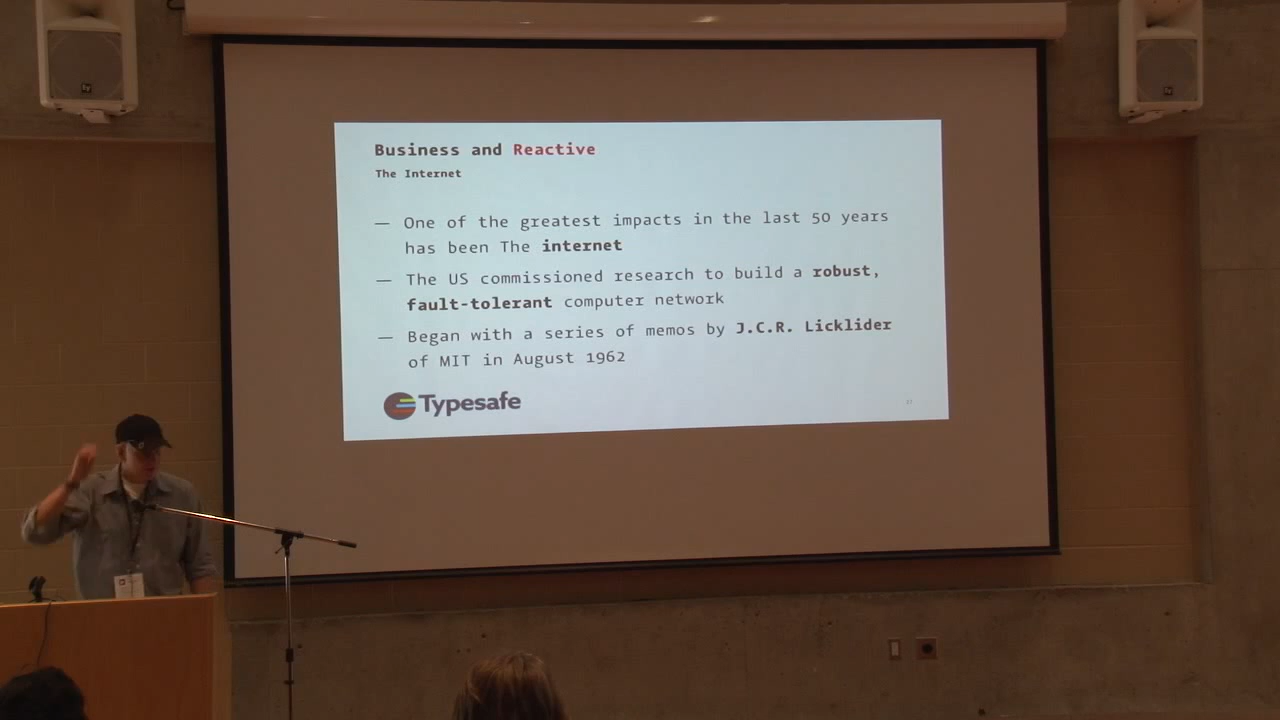 Business and Reactive
The Internet
— One of the greatest impacts in the last 50 years
has been The internet
— The US commissioned research to build a robust,
fault-tolerant computer network
— Began with a series of memos by J.C.R. Licklider
of MIT in August 1962
Typesafe